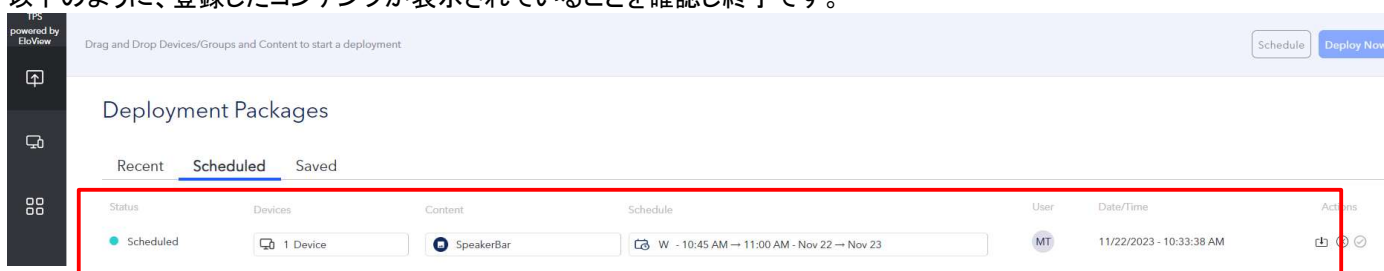 以下のように、登録したコンテンツが表示されていることを確認し終了です。
TPS
powered by
EloView
Drag and Drop Devices/Groups and Content to start a deployment
Schedule
Deploy Now
Deployment Packages
Recent Scheduled Saved
Status Devices Content Schedule User Date/Time Actions
Scheduled 1 Device SpeakerBar W - 10:45 AM → 11:00 AM - Nov 22 → Nov 23 MT 11/22/2023 - 10:33:38 AM